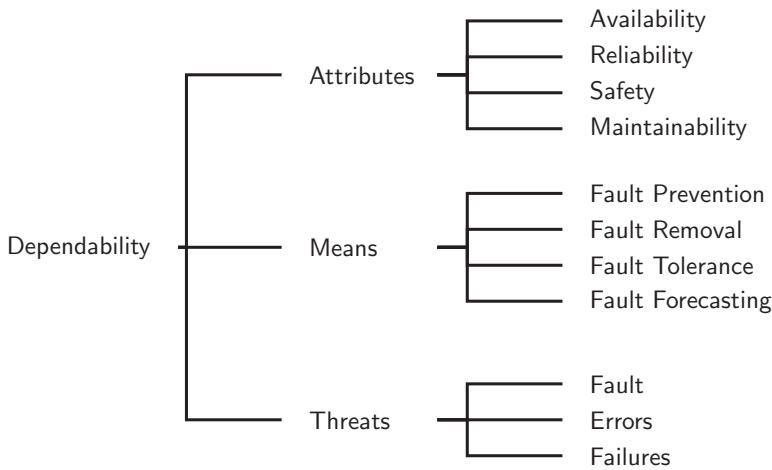 Dependability
Attributes
Availability
Reliability
Safety
Maintainability
Means
Fault Prevention
Fault Removal
Fault Tolerance
Fault Forecasting
Threats
Fault
Errors
Failures